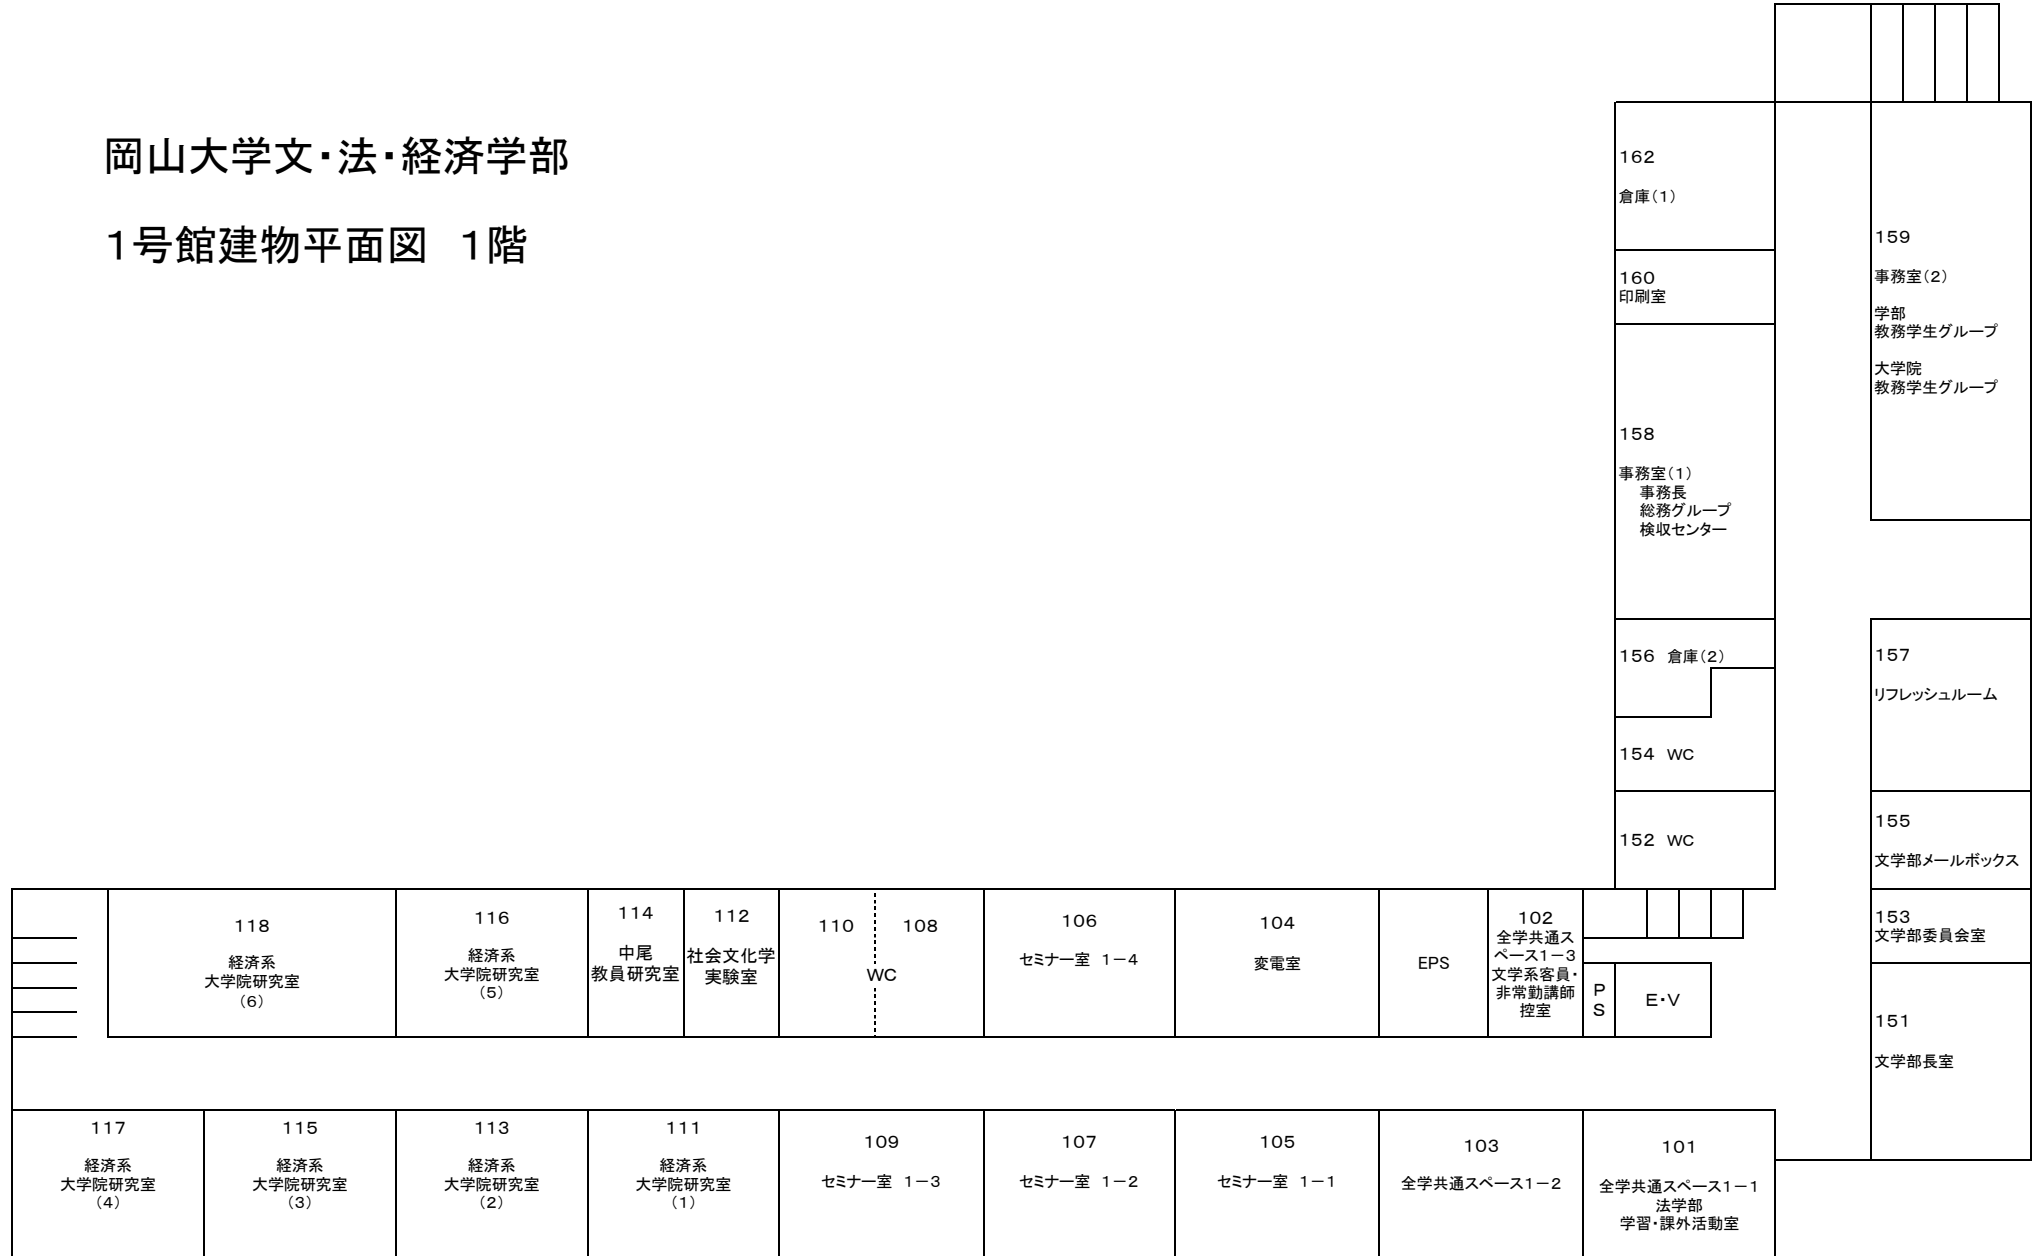 岡山大学文・法・経済学部
1号館建物平面図　1階
162
倉庫(1)
160
印刷室
158
事務室(1)
事務長
総務グループ
検収センター
156 倉庫(2)
154 WC
152 WC
159
事務室(2)
学部
教務学生グループ
大学院
教務学生グループ
157
リフレッシュルーム
155
文学部メールボックス
153
文学部委員会室
151
文学部長室
118
経済系
大学院研究室
(6)
116
経済系
大学院研究室
(5)
114
中尾
教員研究室
112
社会文化学
実験室
110 108
WC
106
セミナー室 1-4
104
変電室
EPS
102
全学共通ス
ペース1-3
文学系客員・
非常勤講師
控室
P
S
E・V
117
経済系
大学院研究室
(4)
115
経済系
大学院研究室
(3)
113
経済系
大学院研究室
(2)
111
経済系
大学院研究室
(1)
109
セミナー室 1-3
107
セミナー室 1-2
105
セミナー室 1-1
103
全学共通スペース1-2
101
全学共通スペース1-1
法学部
学習・課外活動室